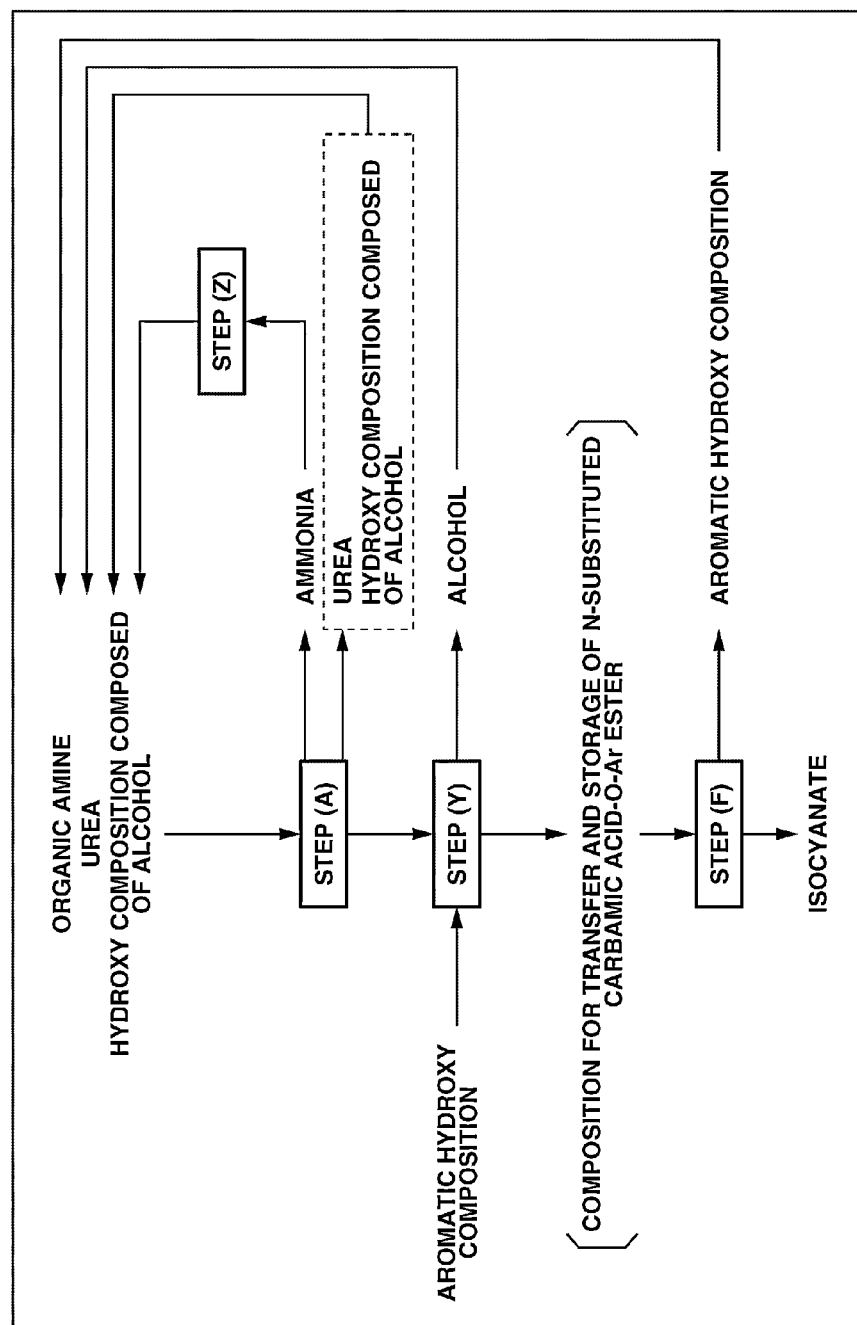 ORGANIC AMINE
UREA
HYDROXY COMPOSITION COMPOSED
OF ALCOHOL
STEP (Z)
STEP (A)
AMMONIA
UREA
HYDROXY COMPOSITION COMPOSED
OF ALCOHOL
AROMATIC HYDROXY
COMPOSITION
STEP (Y)
ALCOHOL
COMPOSITION FOR TRANSFER AND STORAGE OF N-SUBSTITUTED
CARBAMIC ACID-O-Ar ESTER
STEP (F)
AROMATIC HYDROXY COMPOSITION
ISOCYANATE